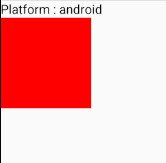 Platform : android